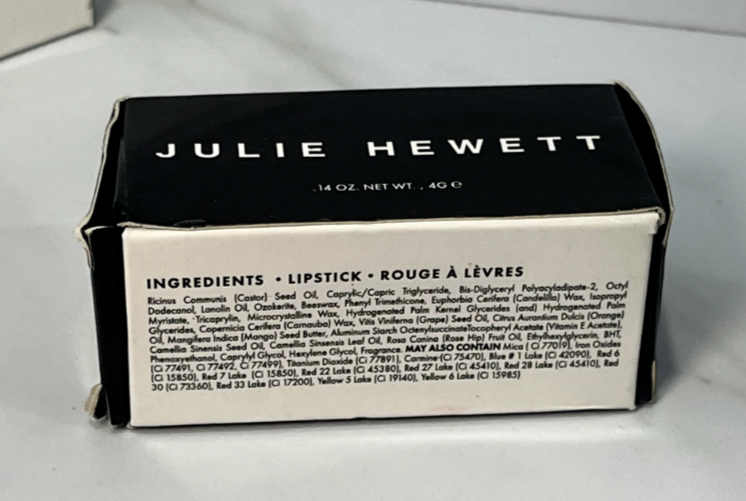 JULIE HEWETT
.14 OZ. NET WT. , 4G ℮
INGREDIENTS • LIPSTICK • ROUGE À LÈVRES
Ricinus Communis (Castor) Seed Oil, Caprylic/Capric Triglyceride, Bis-Diglyceryl Polyacyladipate-2, Octyl
Dodecanol, Lanolin Oil, Ozokerite, Beeswax, Phenyl Trimethicone, Euphorbia Cerifera (Candelilla) Wax, Isopropyl
Myristate, Tricaprylin, Microcrystalline Wax, Hydrogenated Palm Kernel Glycerides (and) Hydrogenated Palm
Glycerides, Copernicia Cerifera (Carnauba) Wax, Vitis Viniferna (Grape) Seed Oil, Citrus Aurantium Dulcis (Orange)
Oil, Mangifera Indica (Mango) Seed Butter, Aluminum Starch OctenylsuccinateTocopheryl Acetate (Vitamin E Acetate),
Camellia Sinensis Seed Oil, Camellia Sinsensis Leaf Oil, Rosa Canina (Rose Hip) Fruit Oil, Ethylhexylglycerin, BHT,
Phenoxyethanol, Caprylyl Glycol, Hexylene Glycol, Fragrance. MAY ALSO CONTAIN Mica (Ci 77019), Iron Oxides
(Ci 77491, Ci 77492, Ci 77499), Titanium Dioxide (Ci 77891), Carmine (Ci 75470), Blue # 1 Lake (Ci 42090), Red 6
(Ci 15850), Red 7 Lake (Ci 15850), Red 22 Lake (Ci 45380), Red 27 Lake (Ci 45410), Red 28 Lake (Ci 45410), Red
30 (Ci 73360), Red 33 Lake (Ci 17200), Yellow 5 Lake (Ci 19140), Yellow 6 Lake (Ci 15985)